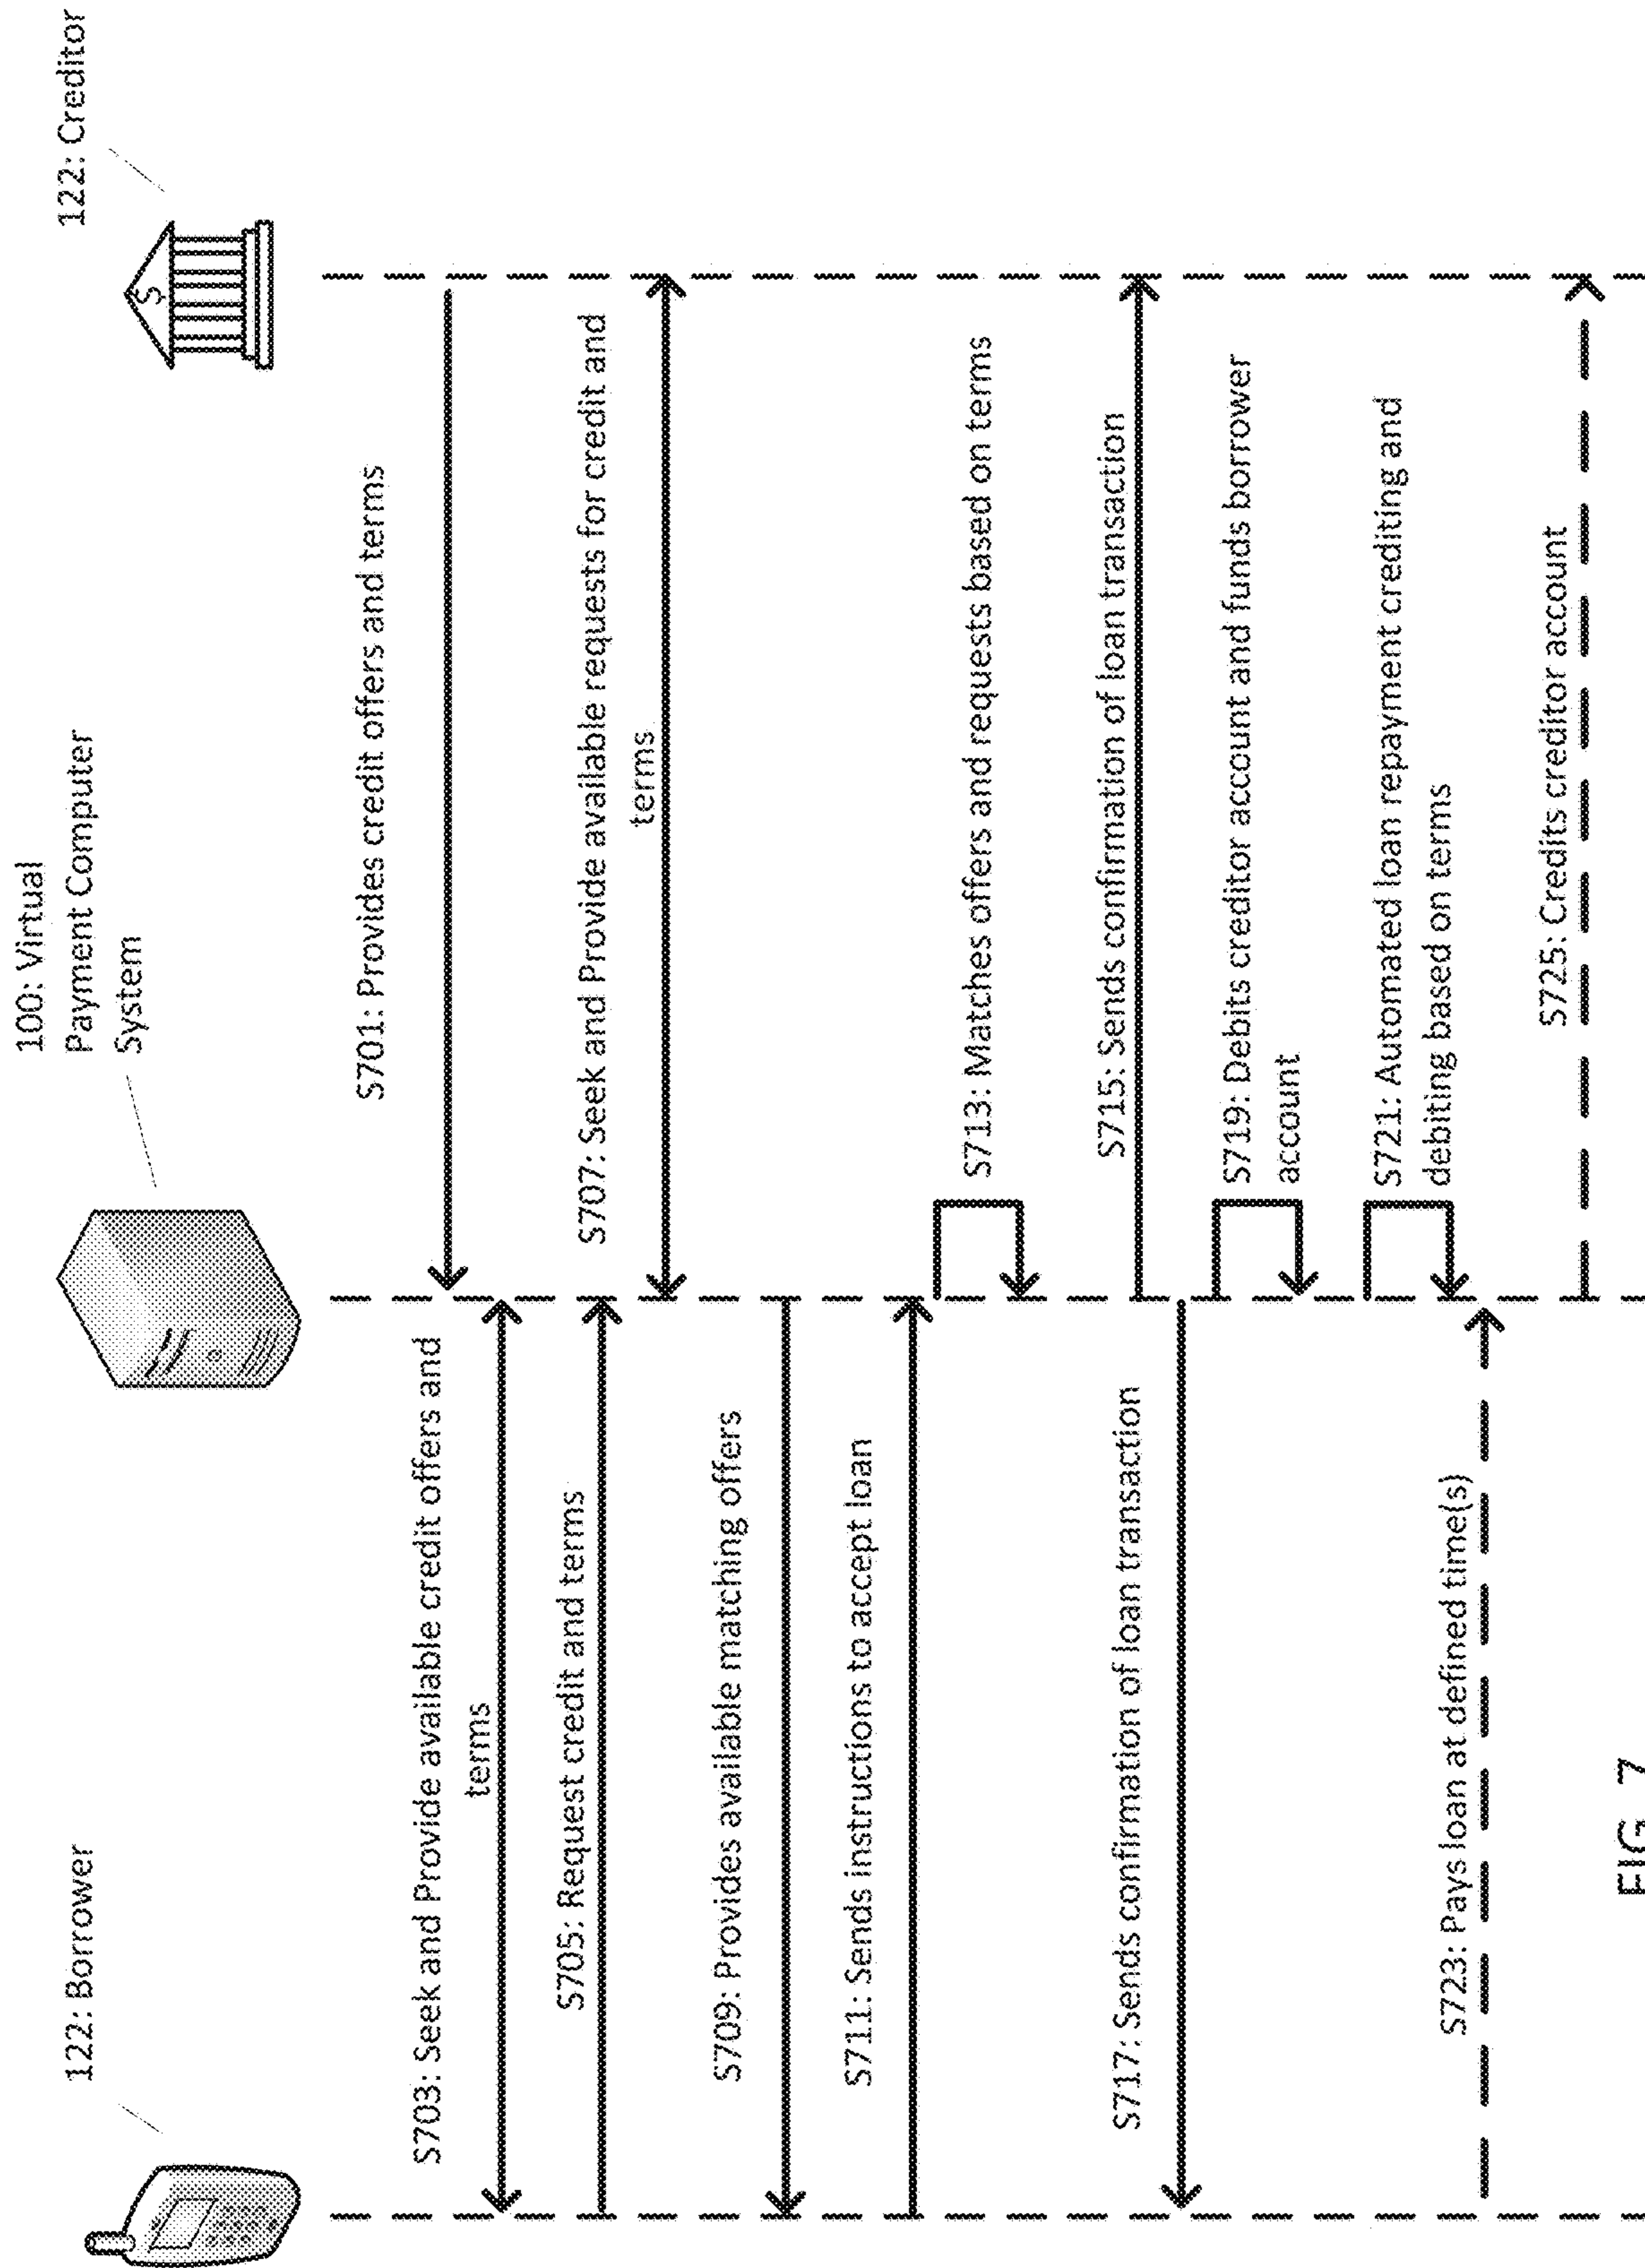 122: Borrower
100: Virtual
Payment Computer
System
122: Creditor
$
S701: Provides credit offers and terms
S703: Seek and Provide available credit offers and
terms
S705: Request credit and terms
S707: Seek and Provide available requests for credit and
terms
S709: Provides available matching offers
S711: Sends instructions to accept loan
S713: Matches offers and requests based on terms
S715: Sends confirmation of loan transaction
S717: Sends confirmation of loan transaction
S719: Debits creditor account and funds borrower
account
S721: Automated loan repayment crediting and
debiting based on terms
S723: Pays loan at defined time(s)
S725: Credits creditor account
FIG. 7